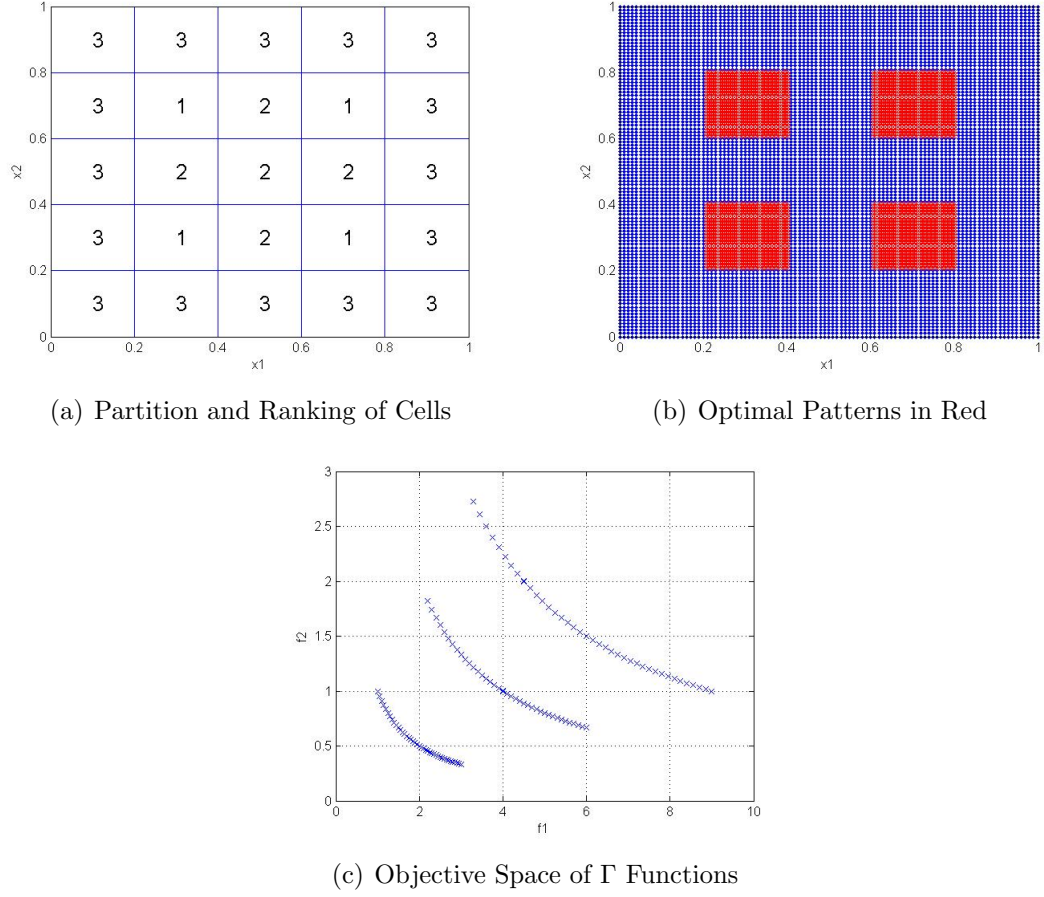 1
3 3 3 3 3
0.8
3 1 2 1 3
0.6
x2
3 2 2 2 3
0.4
3 1 2 1 3
0.2
3 3 3 3 3
0
0 0.2 0.4 0.6 0.8 1
x1
(a) Partition and Ranking of Cells
1
0.8
0.6
x2
0.4
0.2
0
0 0.2 0.4 0.6 0.8 1
x1
(b) Optimal Patterns in Red
3
2.5
2
f2
1.5
1
0.5
0
0 2 4 6 8 10
f1
(c) Objective Space of Γ Functions